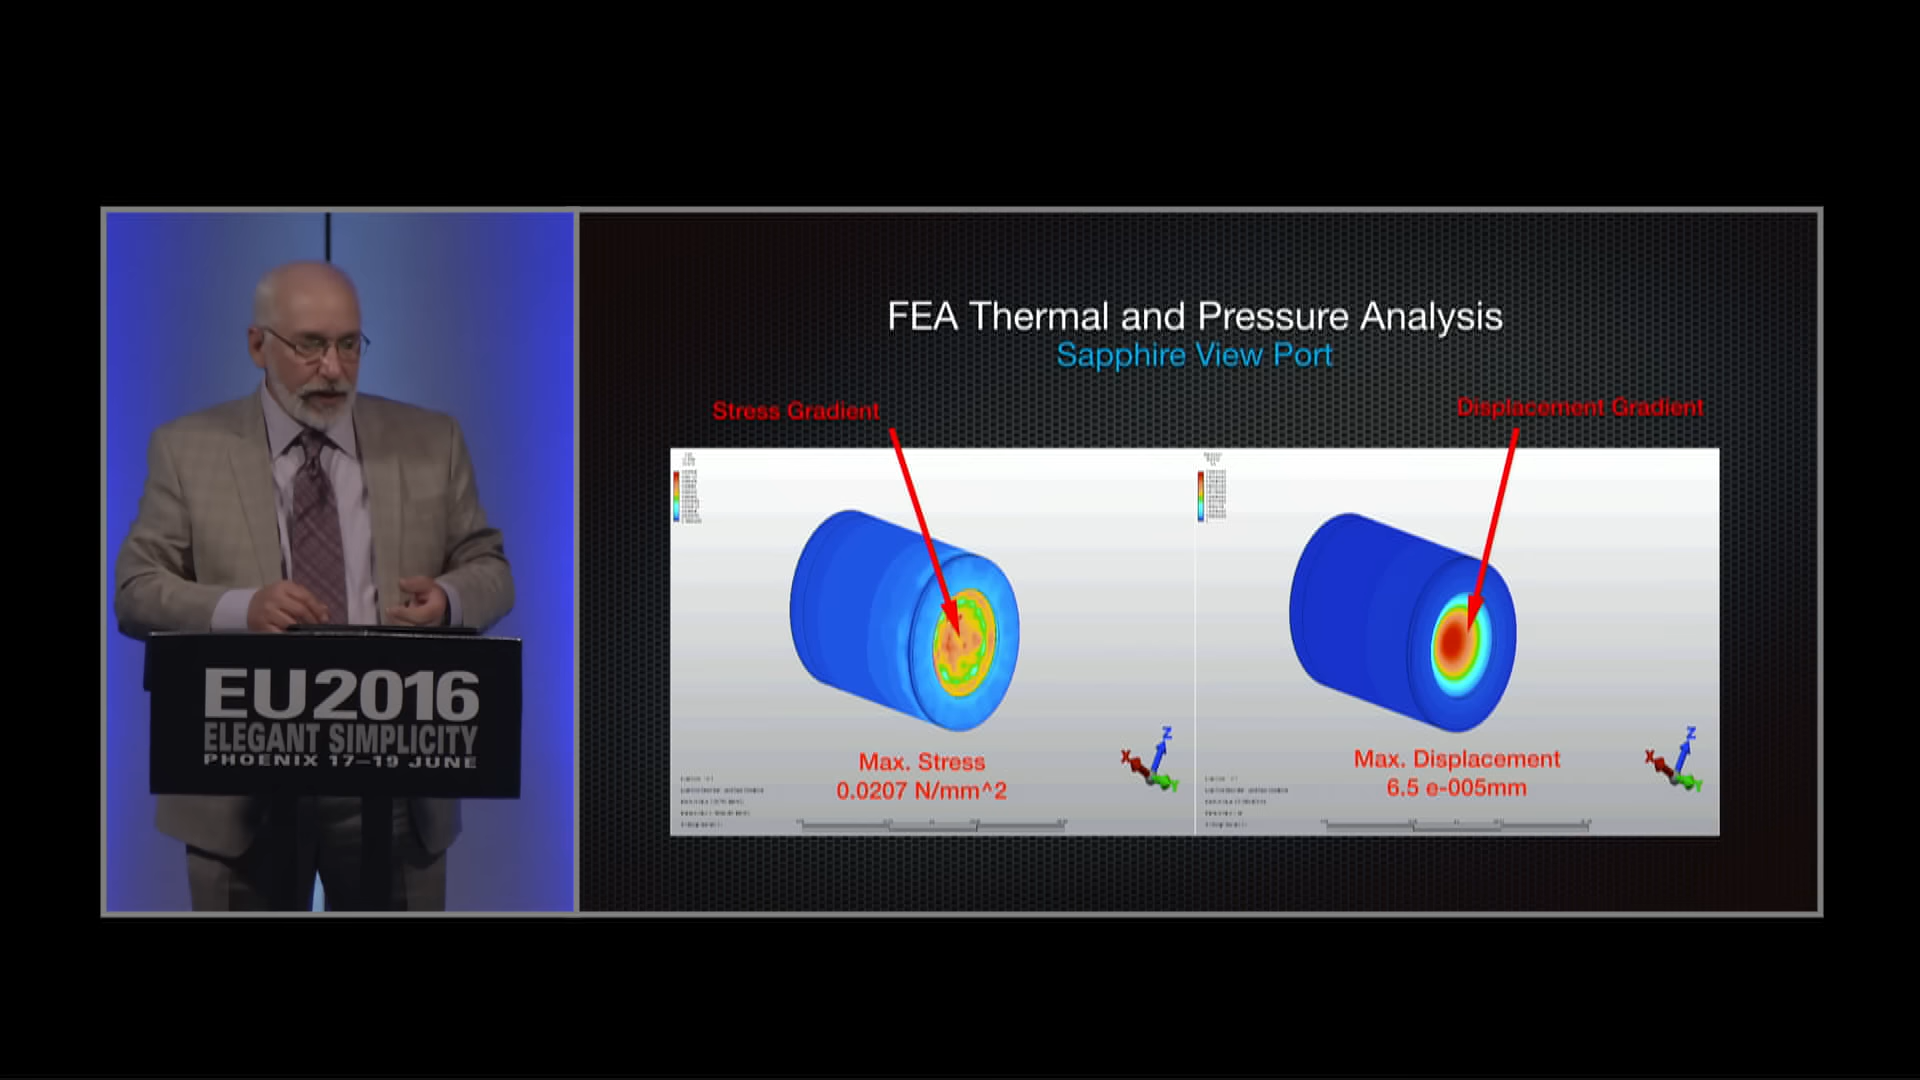 EU2016
ELEGANT SIMPLICITY
PHOENIX 17–19 JUNE
FEA Thermal and Pressure Analysis
Sapphire View Port
Stress Gradient
Displacement Gradient
Max. Stress
0.0207 N/mm^2
Max. Displacement
6.5 e-005mm
X
Z
Y
X
Z
Y